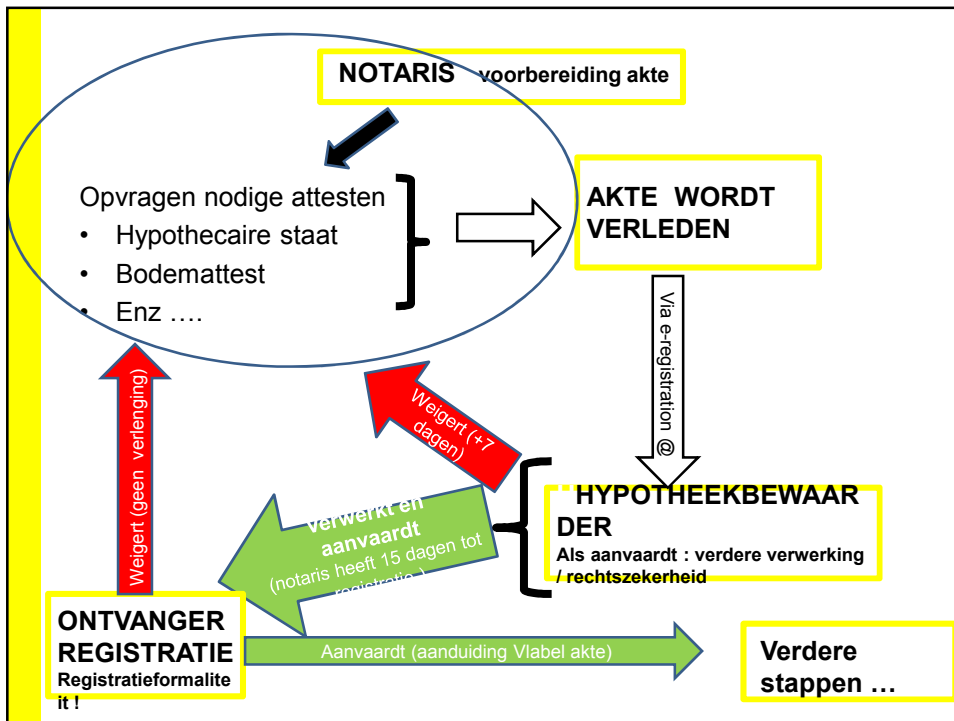 NOTARIS voorbereiding akte
Opvragen nodige attesten
• Hypothecaire staat
• Bodemattest
• Enz ….
AKTE WORDT
VERLEDEN
Via e-registration @
HYPOTHEEKBEWAAR
DER
Als aanvaardt : verdere verwerking
/ rechtszekerheid
Weigert (+7
dagen)
Verwerkt en
aanvaardt
(notaris heeft 15 dagen tot
registratie )
Weigert (geen verlenging)
ONTVANGER
REGISTRATIE
Registratieformalite
it !
Aanvaardt (aanduiding Vlabel akte)
Verdere
stappen …